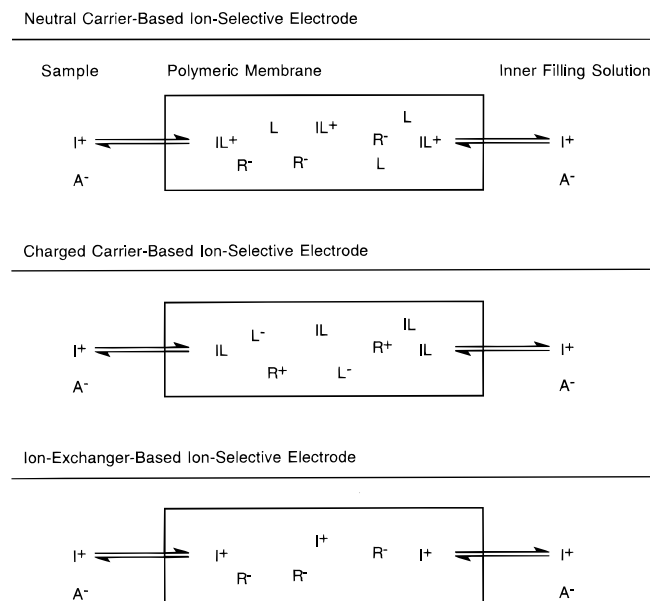 Neutral Carrier-Based Ion-Selective Electrode
Sample Polymeric Membrane Inner Filling Solution
L
L IL⁺
I⁺ IL⁺ R⁻ IL⁺ I⁺
R⁻ R⁻ L
A⁻ A⁻
Charged Carrier-Based Ion-Selective Electrode
L⁻ IL IL
I⁺ IL R⁺ IL I⁺
R⁺ L⁻
A⁻ A⁻
Ion-Exchanger-Based Ion-Selective Electrode
I⁺
I⁺ I⁺ R⁻ I⁺ I⁺
R⁻ R⁻
A⁻ A⁻